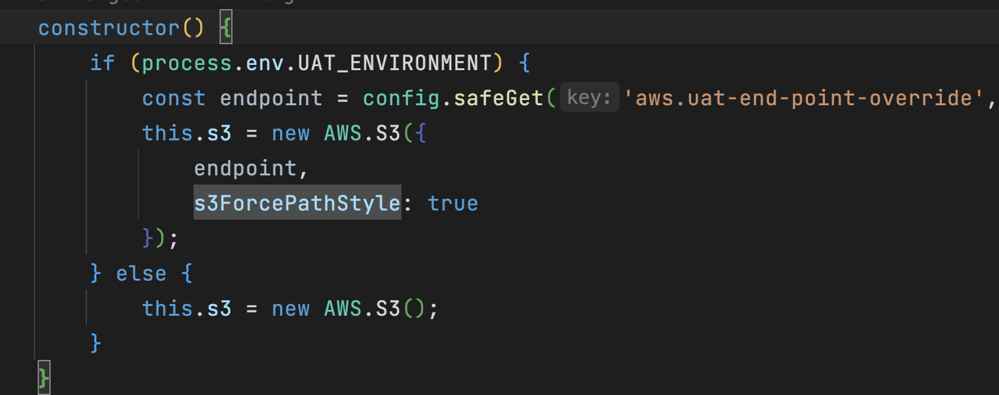 constructor() {
if (process.env.UAT_ENVIRONMENT) {
const endpoint = config.safeGet( key: 'aws.uat-end-point-override',
this.s3 = new AWS.S3({
endpoint,
s3ForcePathStyle: true
});
} else {
this.s3 = new AWS.S3();
}
}